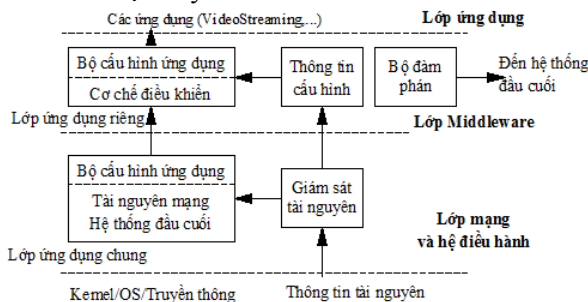 Các ứng dụng (VideoStreaming,...)
Lớp ứng dụng
Bộ cấu hình ứng dụng
Cơ chế điều khiển
Thông tin
cấu hình
Bộ đàm
phán
Đến hệ thống
đầu cuối
Lớp ứng dụng riêng
Lớp Middleware
Bộ cấu hình ứng dụng
Tài nguyên mạng
Hệ thống đầu cuối
Giám sát
tài nguyên
Lớp mạng
và hệ điều hành
Lớp ứng dụng chung
Kernel/OS/Truyền thông
Thông tin tài nguyên